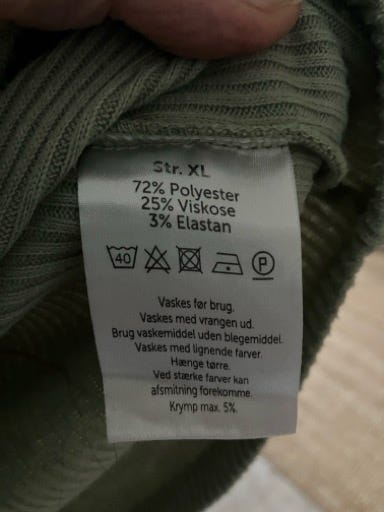 Str. XL
72% Polyester
25% Viskose
3% Elastan
40 P
Vaskes før brug.
Vaskes med vrangen ud.
Brug vaskemiddel uden blegemiddel.
Vaskes med lignende farver.
Hænge tørre.
Ved stærke farver kan
afsmitning forekomme.
Krymp max. 5%.